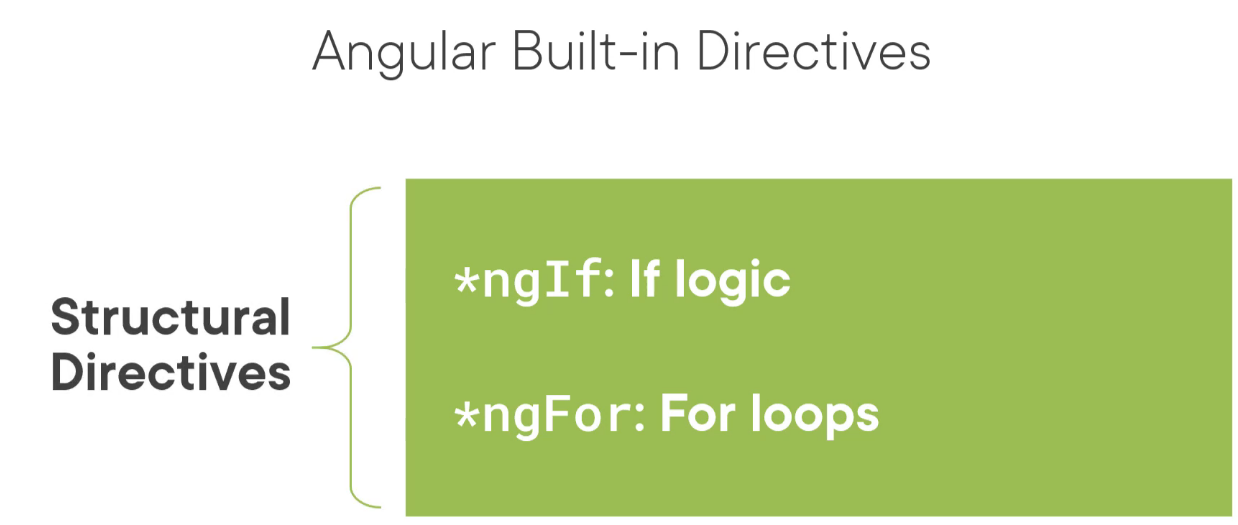 Angular Built-in Directives
Structural
Directives
*ngIf: If logic
*ngFor: For loops